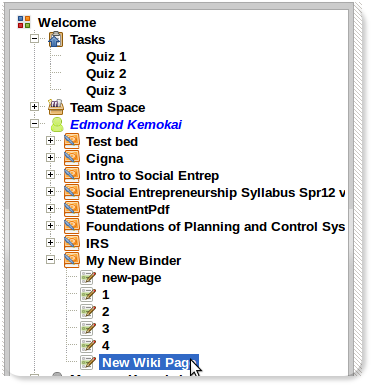 Welcome
Tasks
Quiz 1
Quiz 2
Quiz 3
Team Space
Edmond Kemokai
Test bed
Cigna
Intro to Social Entrep
Social Entrepreneurship Syllabus Spr12 v
StatementPdf
Foundations of Planning and Control Sys
IRS
My New Binder
new-page
1
2
3
4
New Wiki Pag